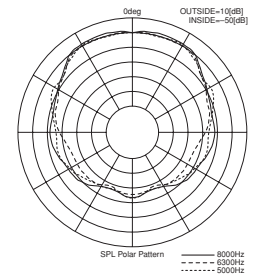 0deg OUTSIDE=10[dB]
INSIDE=−50[dB]
SPL Polar Pattern
8000Hz
6300Hz
5000Hz